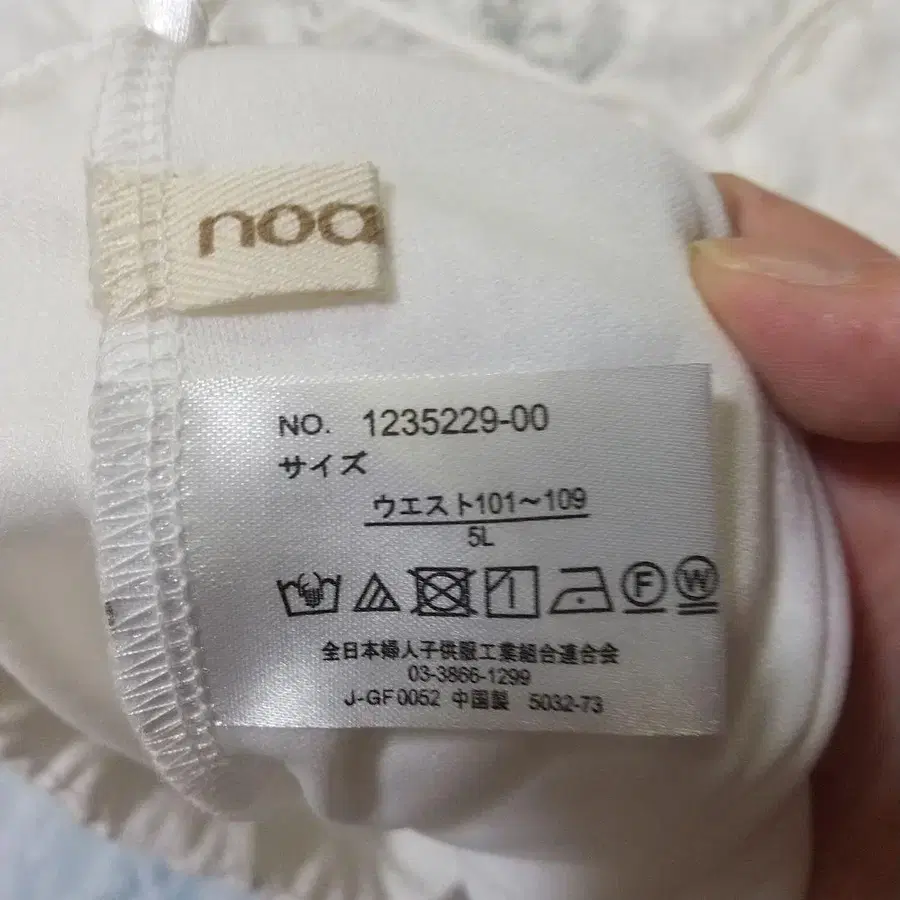 noa
NO. 1235229-00
サイズ
ウエスト101～109
5L
F W
全日本婦人子供服工業組合連合会
03-3866-1299
J-GF0052 中国製 5032-73